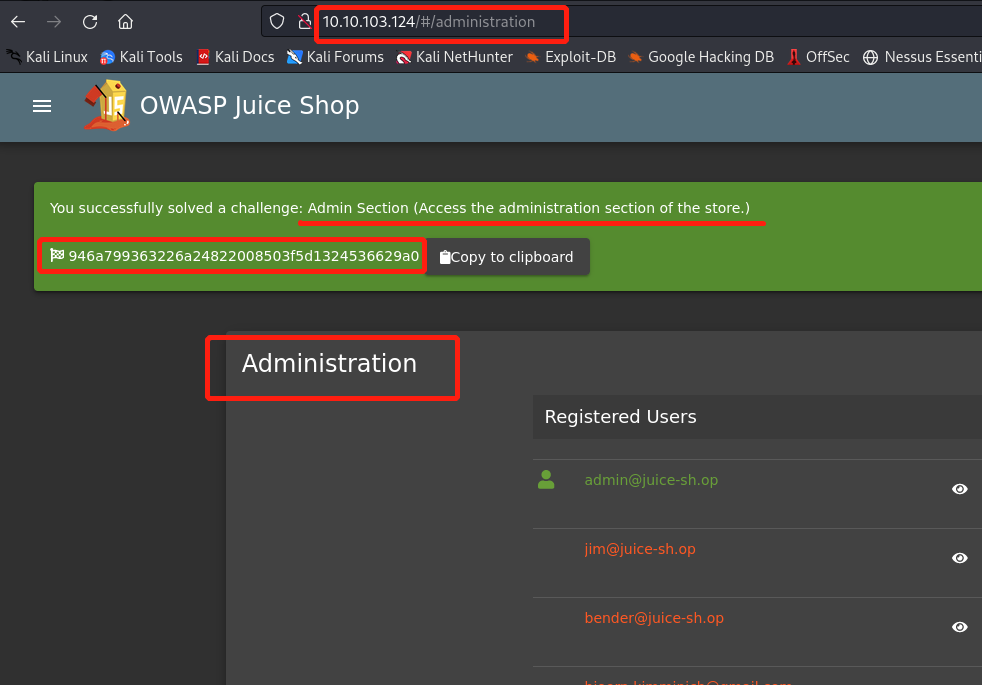 10.10.103.124/#/administration
Kali Linux Kali Tools Kali Docs Kali Forums Kali NetHunter Exploit-DB Google Hacking DB OffSec Nessus Essenti
OWASP Juice Shop
You successfully solved a challenge: Admin Section (Access the administration section of the store.)
946a799363226a24822008503f5d1324536629a0 Copy to clipboard
Administration
Registered Users
admin@juice-sh.op
jim@juice-sh.op
bender@juice-sh.op